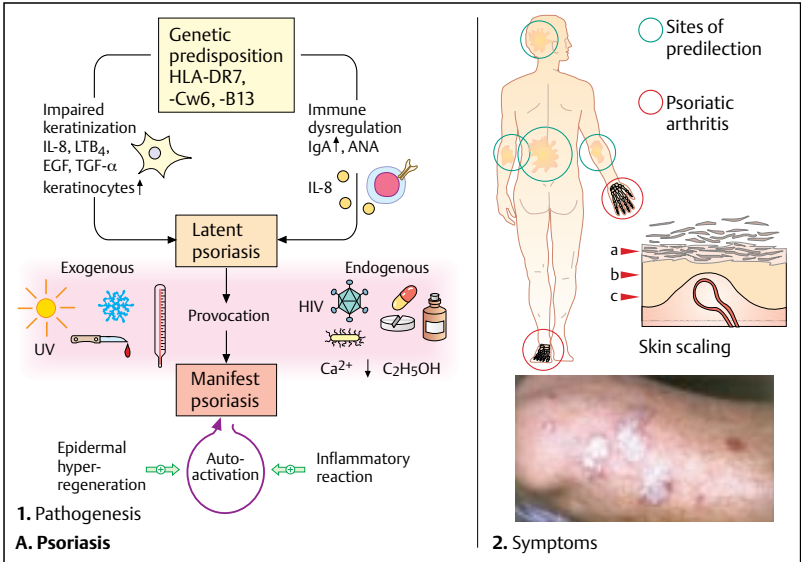 Genetic
predisposition
HLA-DR7,
-Cw6, -B13
Impaired
keratinization
IL-8, LTB₄,
EGF, TGF-α
keratinocytes↑
Immune
dysregulation
IgA↑, ANA
IL-8
Latent
psoriasis
Exogenous
UV
Provocation
Endogenous
HIV
Ca²⁺ ↓ C₂H₅OH
Manifest
psoriasis
Epidermal
hyper-
regeneration
Auto-
activation
Inflammatory
reaction
1. Pathogenesis
A. Psoriasis
Sites of
predilection
Psoriatic
arthritis
a
b
c
Skin scaling
2. Symptoms